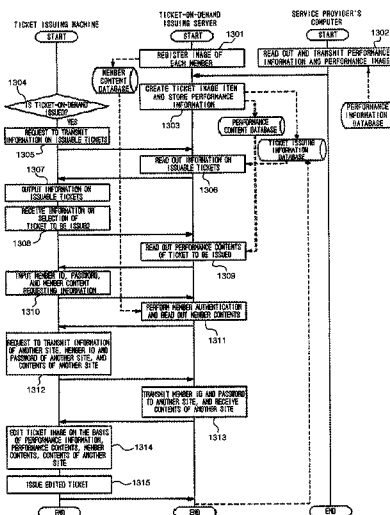 TICKET ISSUING MACHINE
TICKET-ON-DEMAND
ISSUING SERVER
SERVICE PROVIDER'S
COMPUTER
START
START
START
1301
REGISTER IMAGE OF
EACH MEMBER
1302
READ OUT AND TRANSMIT PERFORMANCE
INFORMATION AND PERFORMANCE IMAGE
MEMBER
CONTENT
DATABASE
1304
IS TICKET-ON-DEMAND
ISSUED?
YES
CREATE TICKET IMAGE ITEM
AND STORE PERFORMANCE
INFORMATION
1303
PERFORMANCE
INFORMATION
DATABASE
PERFORMANCE
CONTENT DATABASE
REQUEST TO TRANSMIT
INFORMATION ON
ISSUABLE TICKETS
1305
TICKET ISSUING
INFORMATION
DATABASE
READ OUT INFORMATION ON
ISSUABLE TICKETS
1306
1307
OUTPUT INFORMATION ON
ISSUABLE TICKETS
RECEIVE INFORMATION
ON SELECTION OF
TICKET TO BE ISSUED
1308
READ OUT PERFORMANCE CONTENTS
OF TICKET TO BE ISSUED
1309
INPUT MEMBER ID, PASSWORD,
AND MEMBER CONTENT
REQUESTING INFORMATION
1310
PERFORM MEMBER AUTHENTICATION
AND READ OUT MEMBER CONTENTS
1311
REQUEST TO TRANSMIT INFORMATION
OF ANOTHER SITE, MEMBER ID AND
PASSWORD OF ANOTHER SITE, AND
CONTENTS OF ANOTHER SITE
1312
TRANSMIT MEMBER ID AND PASSWORD
TO ANOTHER SITE, AND RECEIVE
CONTENTS OF ANOTHER SITE
1313
EDIT TICKET IMAGE ON THE BASIS
OF PERFORMANCE INFORMATION,
PERFORMANCE CONTENTS, MEMBER
CONTENTS, CONTENTS OF ANOTHER
SITE
1314
ISSUE EDITED TICKET
1315
END
END
END